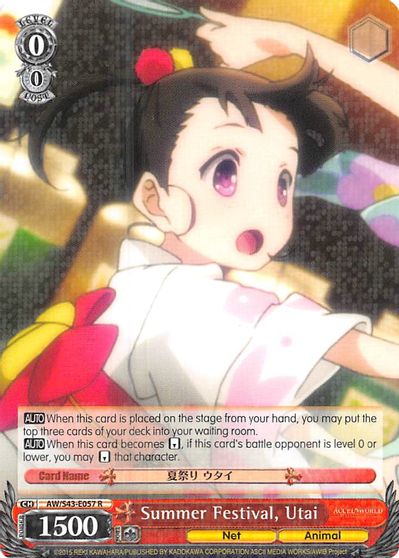 LEVEL
0
0
COST
AUTO When this card is placed on the stage from your hand, you may put the
top three cards of your deck into your waiting room.
AUTO When this card becomes [▼], if this card's battle opponent is level 0 or
lower, you may [▼] that character.
Card Name 夏祭り ウタイ
CH AW/S43-E057 R
POWER 1500
Summer Festival, Utai
ACCEL WORLD
Net Animal
©2015 REKI KAWAHARA/PUBLISHED BY KADOKAWA CORPORATION ASCII MEDIA WORKS/AWIB Project